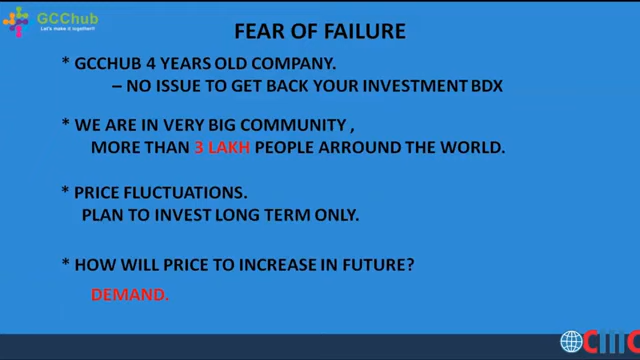 GCChub
Let's make it together!!
FEAR OF FAILURE
* GCCHUB 4 YEARS OLD COMPANY.
– NO ISSUE TO GET BACK YOUR INVESTMENT BDX
* WE ARE IN VERY BIG COMMUNITY ,
MORE THAN 3 LAKH PEOPLE ARROUND THE WORLD.
* PRICE FLUCTUATIONS.
PLAN TO INVEST LONG TERM ONLY.
* HOW WILL PRICE TO INCREASE IN FUTURE?
DEMAND.